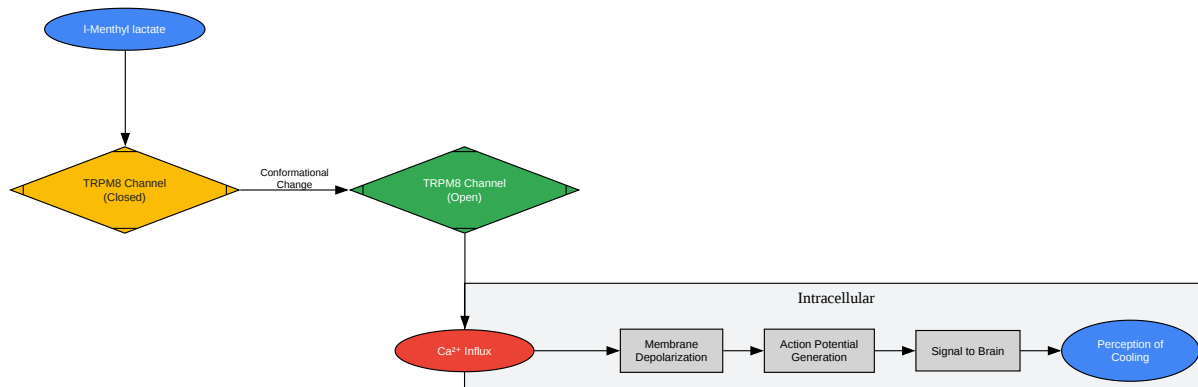 l-Menthyl lactate
TRPM8 Channel
(Closed)
Conformational
Change
TRPM8 Channel
(Open)
Intracellular
Ca²⁺ Influx
Membrane
Depolarization
Action Potential
Generation
Signal to Brain
Perception of
Cooling